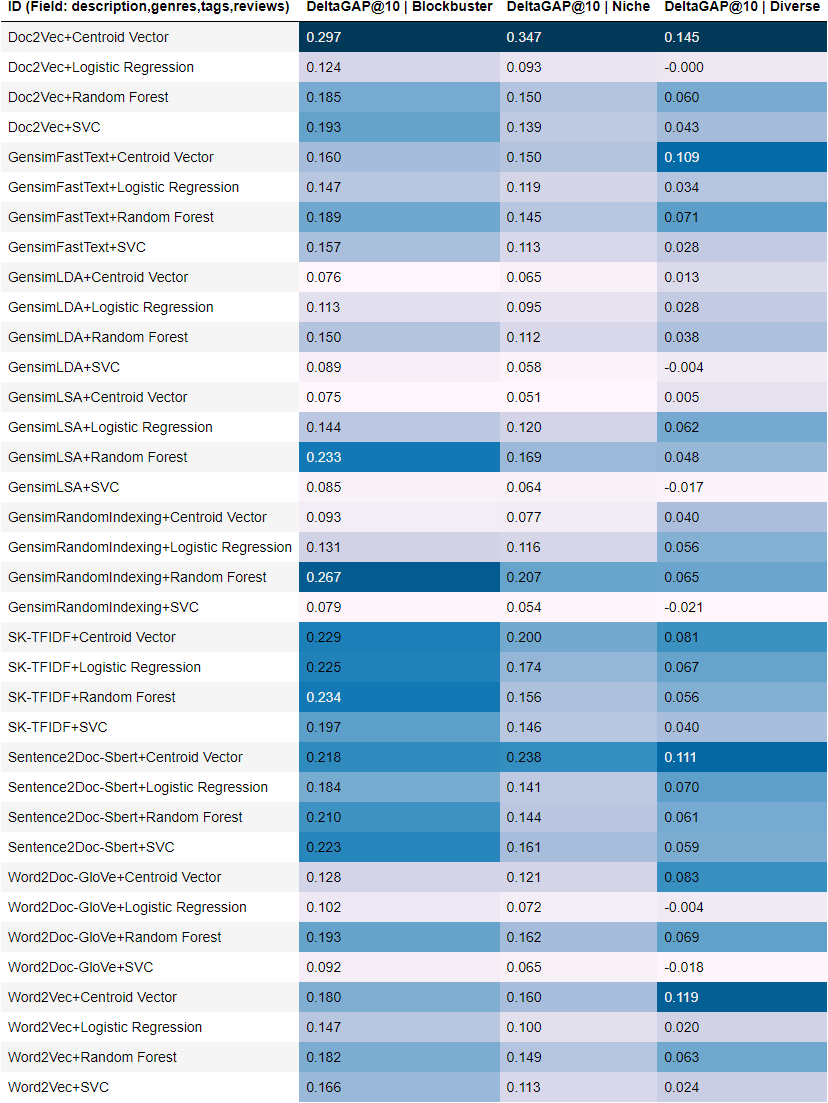 ID (Field: description,genres,tags,reviews) DeltaGAP@10 | Blockbuster DeltaGAP@10 | Niche DeltaGAP@10 | Diverse
Doc2Vec+Centroid Vector 0.297 0.347 0.145
Doc2Vec+Logistic Regression 0.124 0.093 -0.000
Doc2Vec+Random Forest 0.185 0.150 0.060
Doc2Vec+SVC 0.193 0.139 0.043
GensimFastText+Centroid Vector 0.160 0.150 0.109
GensimFastText+Logistic Regression 0.147 0.119 0.034
GensimFastText+Random Forest 0.189 0.145 0.071
GensimFastText+SVC 0.157 0.113 0.028
GensimLDA+Centroid Vector 0.076 0.065 0.013
GensimLDA+Logistic Regression 0.113 0.095 0.028
GensimLDA+Random Forest 0.150 0.112 0.038
GensimLDA+SVC 0.089 0.058 -0.004
GensimLSA+Centroid Vector 0.075 0.051 0.005
GensimLSA+Logistic Regression 0.144 0.120 0.062
GensimLSA+Random Forest 0.233 0.169 0.048
GensimLSA+SVC 0.085 0.064 -0.017
GensimRandomIndexing+Centroid Vector 0.093 0.077 0.040
GensimRandomIndexing+Logistic Regression 0.131 0.116 0.056
GensimRandomIndexing+Random Forest 0.267 0.207 0.065
GensimRandomIndexing+SVC 0.079 0.054 -0.021
SK-TFIDF+Centroid Vector 0.229 0.200 0.081
SK-TFIDF+Logistic Regression 0.225 0.174 0.067
SK-TFIDF+Random Forest 0.234 0.156 0.056
SK-TFIDF+SVC 0.197 0.146 0.040
Sentence2Doc-Sbert+Centroid Vector 0.218 0.238 0.111
Sentence2Doc-Sbert+Logistic Regression 0.184 0.141 0.070
Sentence2Doc-Sbert+Random Forest 0.210 0.144 0.061
Sentence2Doc-Sbert+SVC 0.223 0.161 0.059
Word2Doc-GloVe+Centroid Vector 0.128 0.121 0.083
Word2Doc-GloVe+Logistic Regression 0.102 0.072 -0.004
Word2Doc-GloVe+Random Forest 0.193 0.162 0.069
Word2Doc-GloVe+SVC 0.092 0.065 -0.018
Word2Vec+Centroid Vector 0.180 0.160 0.119
Word2Vec+Logistic Regression 0.147 0.100 0.020
Word2Vec+Random Forest 0.182 0.149 0.063
Word2Vec+SVC 0.166 0.113 0.024